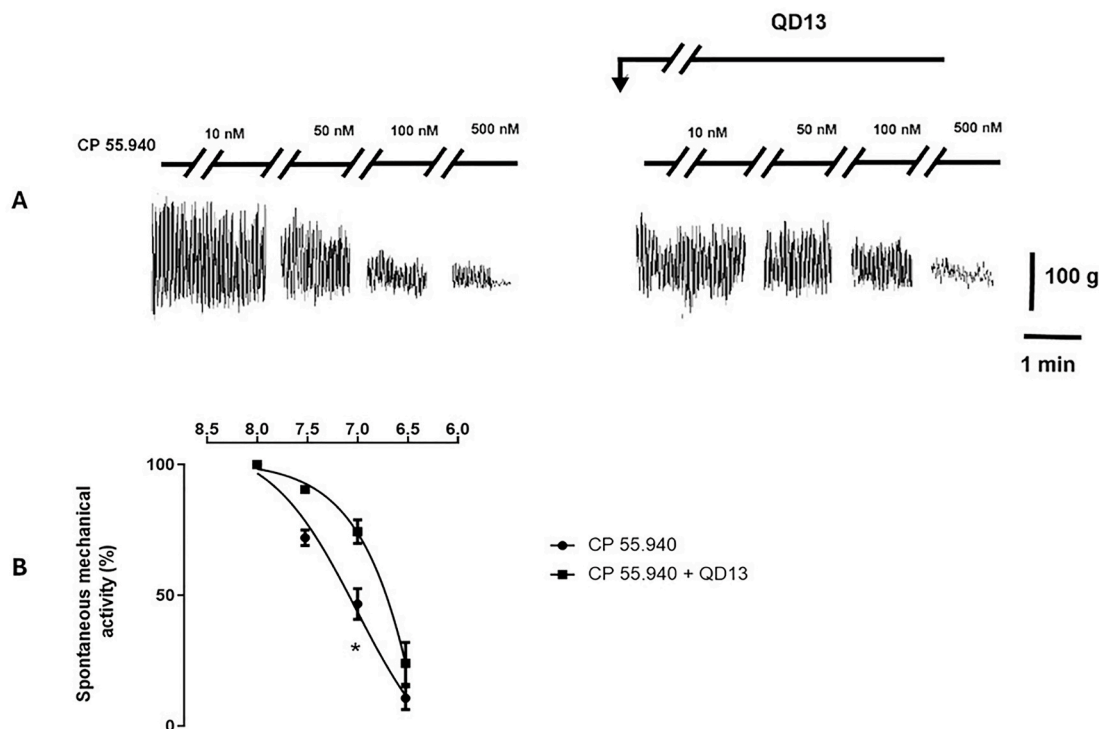 QD13
CP 55.940
10 nM 50 nM 100 nM 500 nM
10 nM 50 nM 100 nM 500 nM
A
100 g
1 min
8.5 8.0 7.5 7.0 6.5 6.0
100
50
0
Spontaneous mechanical
activity (%)
B
*
CP 55.940
CP 55.940 + QD13